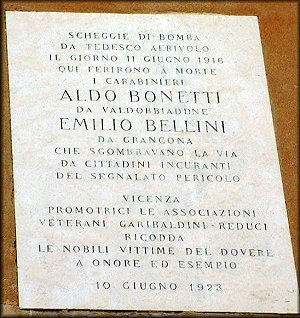 SCHEGGIE DI BOMBA
DA TEDESCO AERIVOLO
IL GIORNO 11 GIUGNO 1916
QUI FERIRONO A MORTE
I CARABINIERI
ALDO BONETTI
DA VALDOBBIADDNE
EMILIO BELLINI
DA GRANCONA
CHE SGOMBRAVANO LA VIA
DA CITTADINI INCURANTI
DEL SEGNALATO PERICOLO
VICENZA
PROMOTRICI LE ASSOCIAZIONI
VETERANI GARIBALDINI-REDUCI
RICODDA
LE NOBILI VITTIME DEL DOVERE
A ONORE ED ESEMPIO
10 GIUGNO 1923